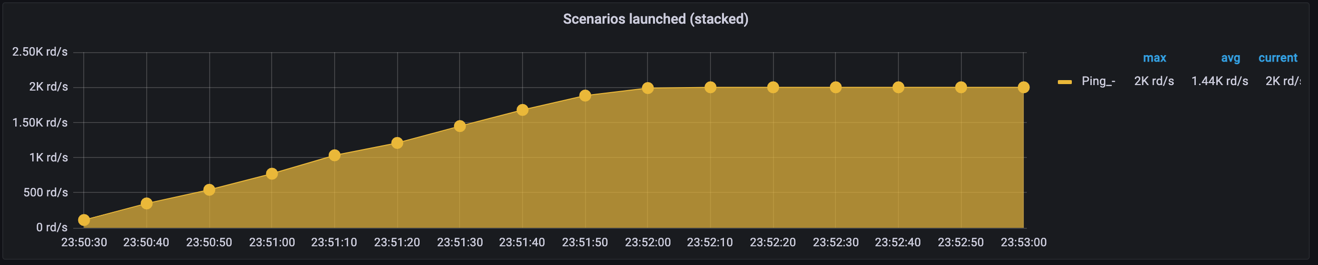 Scenarios launched (stacked)
2.50K rd/s
2K rd/s
1.50K rd/s
1K rd/s
500 rd/s
0 rd/s
23:50:30 23:50:40 23:50:50 23:51:00 23:51:10 23:51:20 23:51:30 23:51:40 23:51:50 23:52:00 23:52:10 23:52:20 23:52:30 23:52:40 23:52:50 23:53:00
max avg current
Ping_- 2K rd/s 1.44K rd/s 2K rd/